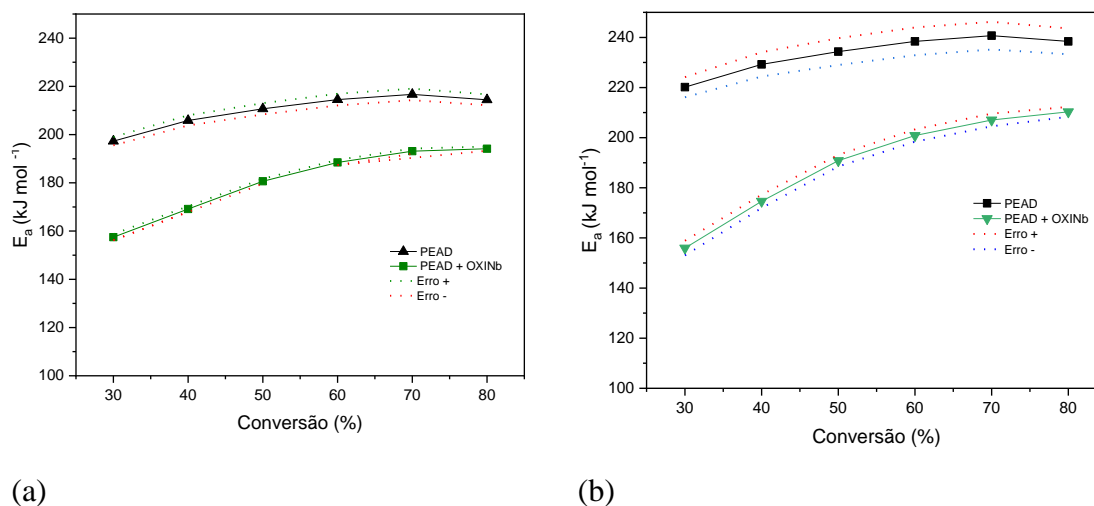 240
220
200
180
160
140
120
100
E_a (kJ mol⁻¹)
30 40 50 60 70 80
Conversão (%)
PEAD
PEAD + OXINb
Erro +
Erro -
(a)
240
220
200
180
160
140
120
100
E_a (kJ mol⁻¹)
30 40 50 60 70 80
Conversão (%)
PEAD
PEAD + OXINb
Erro +
Erro -
(b)